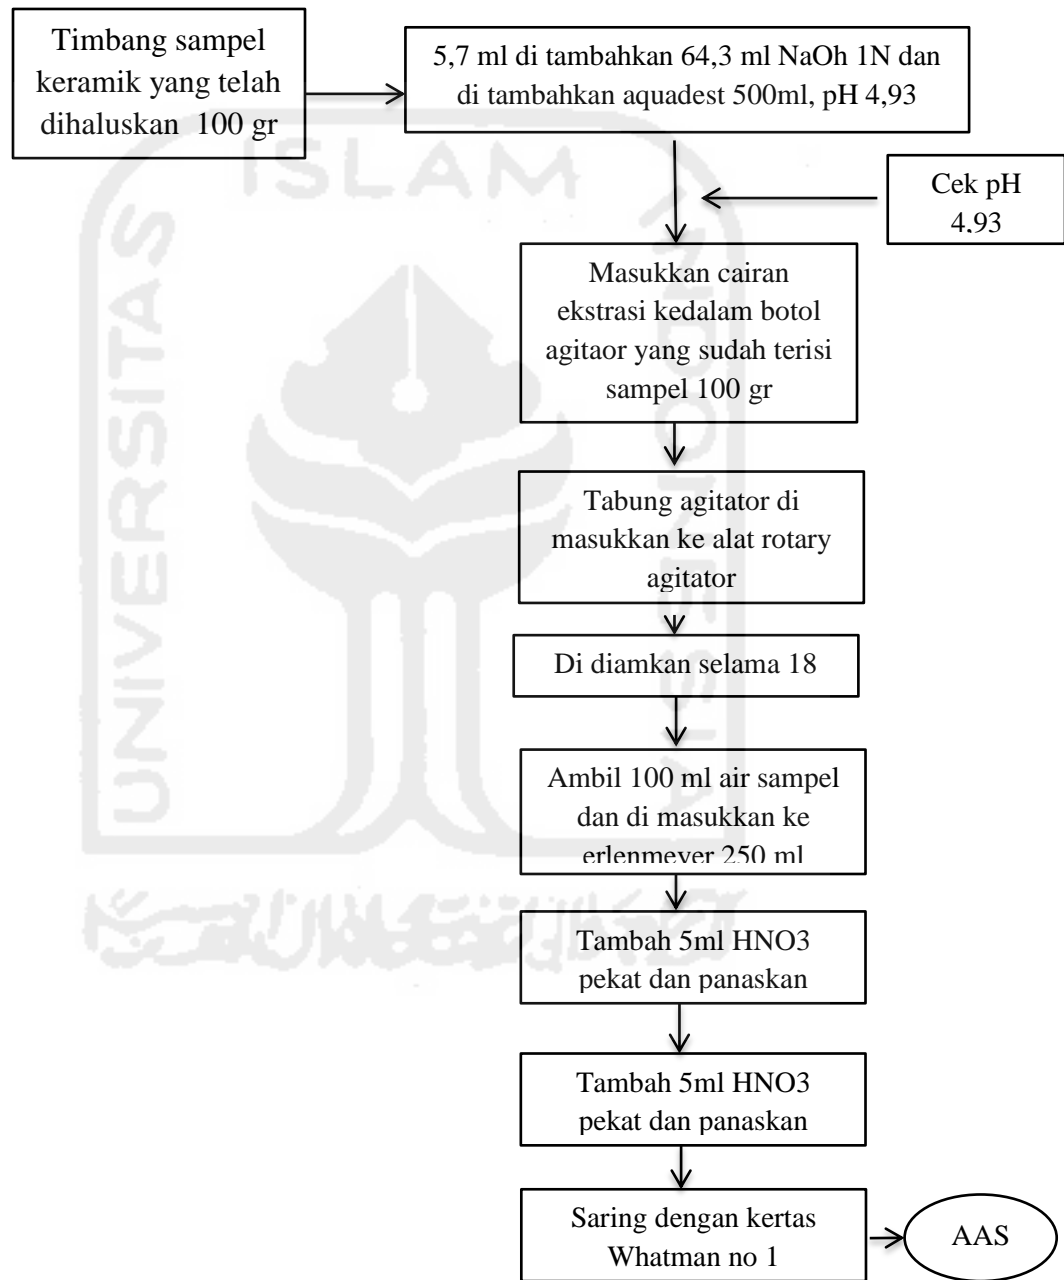 Timbang sampel
keramik yang telah
dihaluskan 100 gr
5,7 ml di tambahkan 64,3 ml NaOh 1N dan
di tambahkan aquadest 500ml, pH 4,93
Cek pH
4,93
Masukkan cairan
ekstrasi kedalam botol
agitaor yang sudah terisi
sampel 100 gr
Tabung agitator di
masukkan ke alat rotary
agitator
Di diamkan selama 18
Ambil 100 ml air sampel
dan di masukkan ke
erlenmeyer 250 ml
Tambah 5ml HNO3
pekat dan panaskan
Tambah 5ml HNO3
pekat dan panaskan
Saring dengan kertas
Whatman no 1
AAS
UNIVERSITAS
ISLAM
INDONESIA